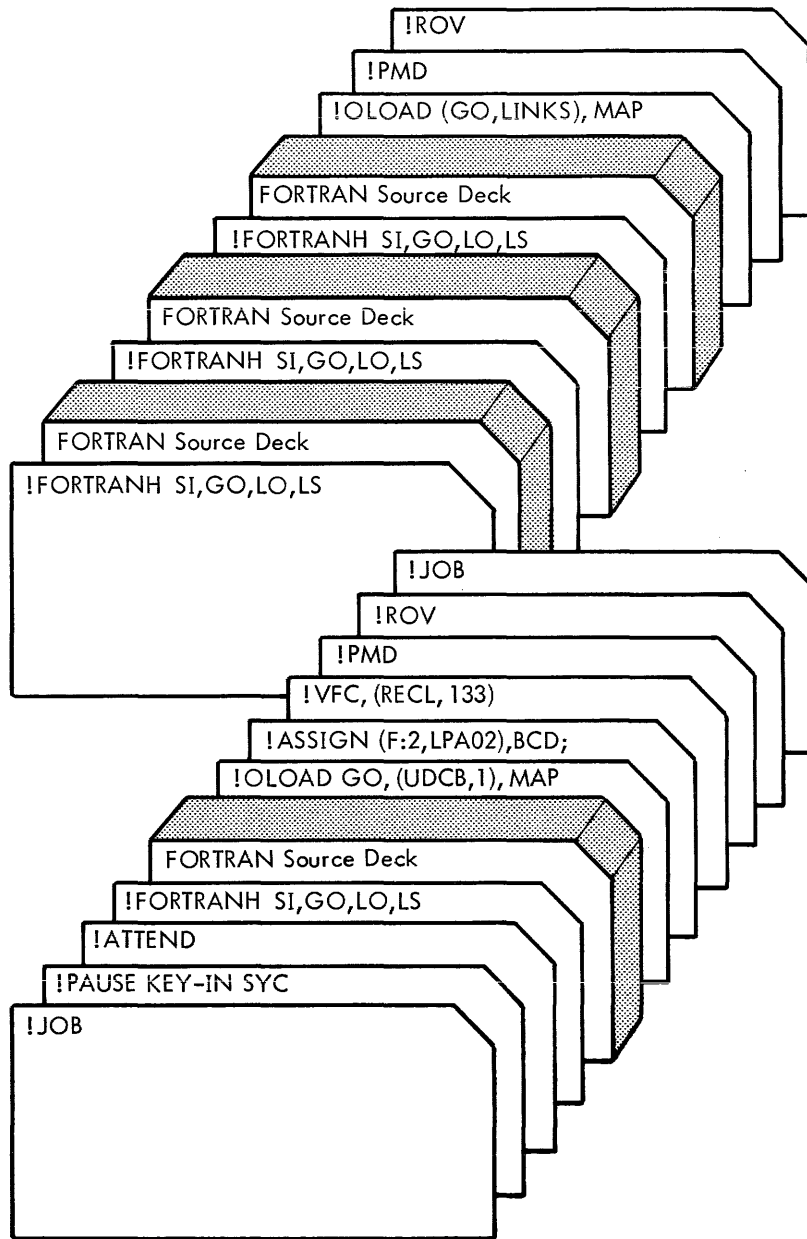 !ROV
!PMD
!OLOAD (GO,LINKS), MAP
FORTRAN Source Deck
!FORTRANH SI,GO,LO,LS
FORTRAN Source Deck
!FORTRANH SI,GO,LO,LS
FORTRAN Source Deck
!FORTRANH SI,GO,LO,LS
!JOB
!ROV
!PMD
!VFC, (RECL, 133)
!ASSIGN (F:2,LPA02),BCD;
!OLOAD GO, (UDCB,1), MAP
FORTRAN Source Deck
!FORTRANH SI,GO,LO,LS
!ATTEND
!PAUSE KEY-IN SYC
!JOB